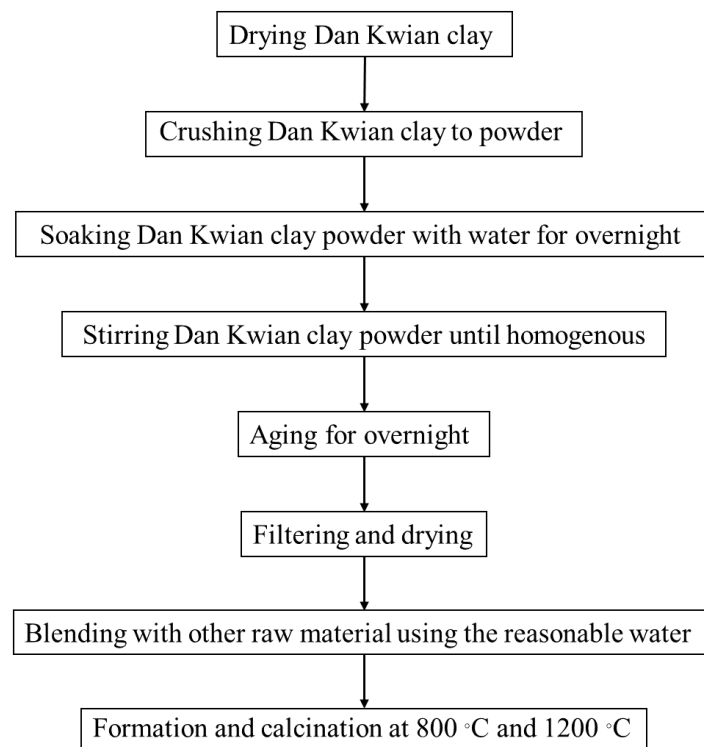 Drying Dan Kwian clay
Crushing Dan Kwian clay to powder
Soaking Dan Kwian clay powder with water for overnight
Stirring Dan Kwian clay powder until homogenous
Aging for overnight
Filtering and drying
Blending with other raw material using the reasonable water
Formation and calcination at 800 °C and 1200 °C